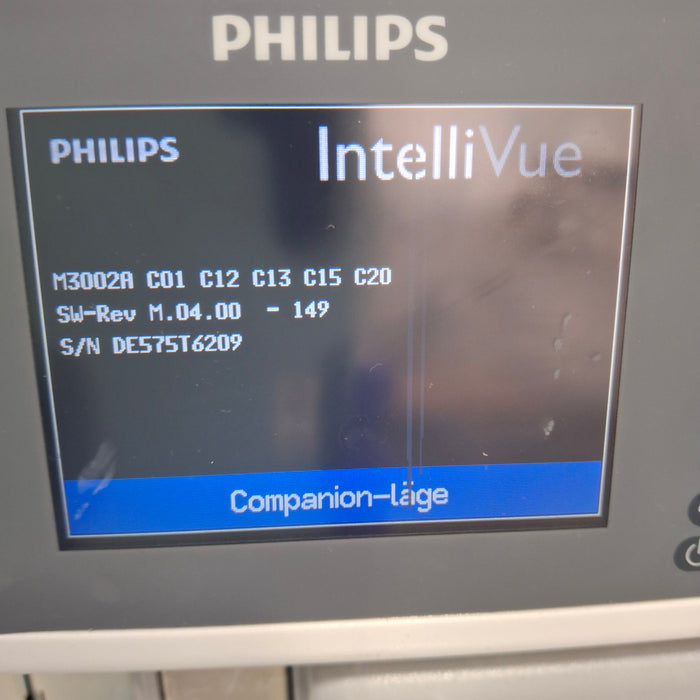 PHILIPS
PHILIPS
IntelliVue
M3002A C01 C12 C13 C15 C20
SW-Rev M.04.00 - 149
S/N DE575T6209
Companion-läge